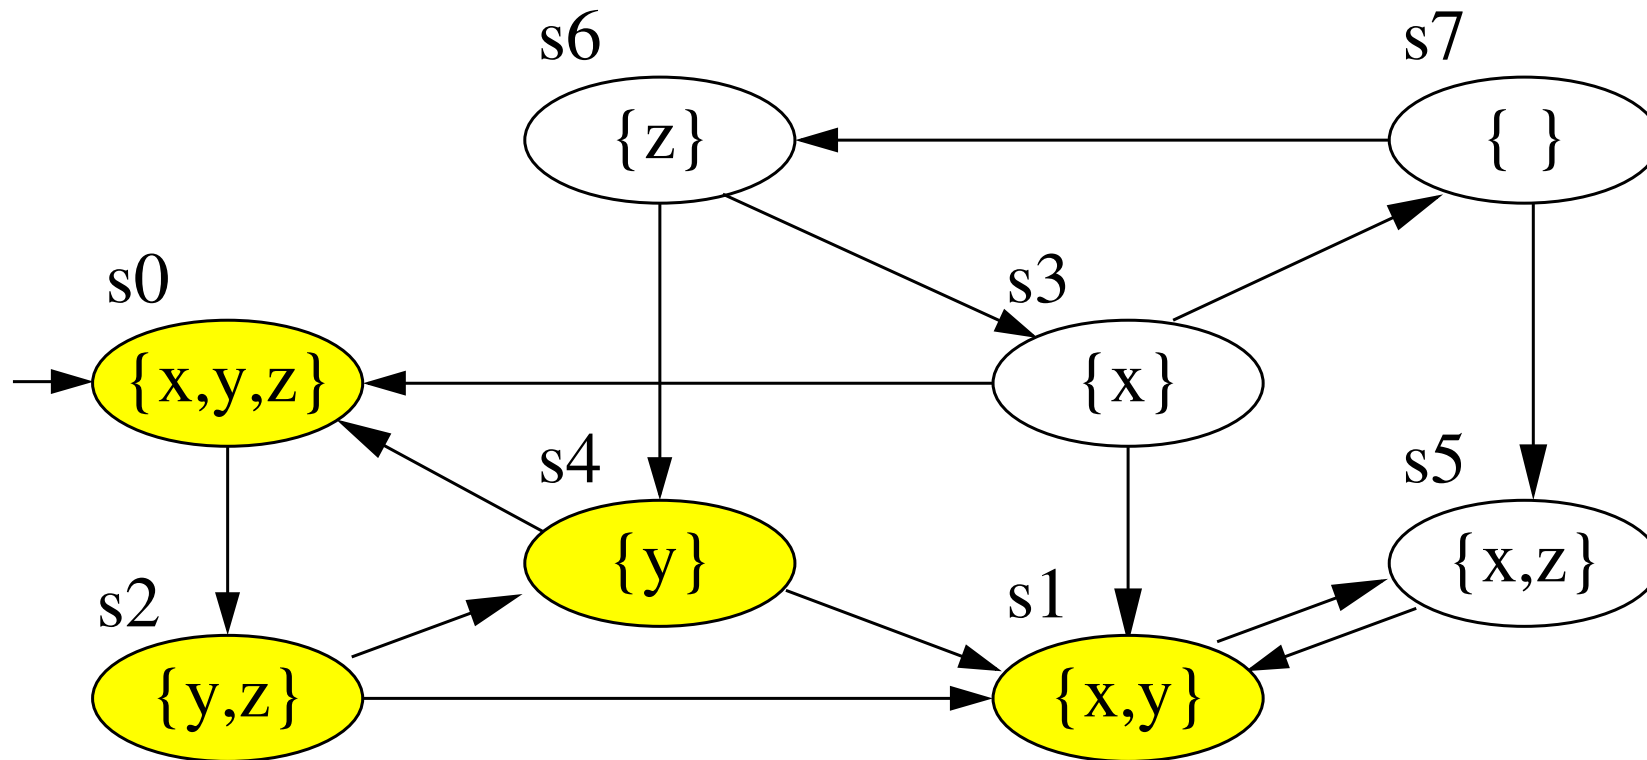 s6
s7
{z}
{ }
s0
s3
{x,y,z}
{x}
s4
s5
{y}
{x,z}
s2
s1
{y,z}
{x,y}